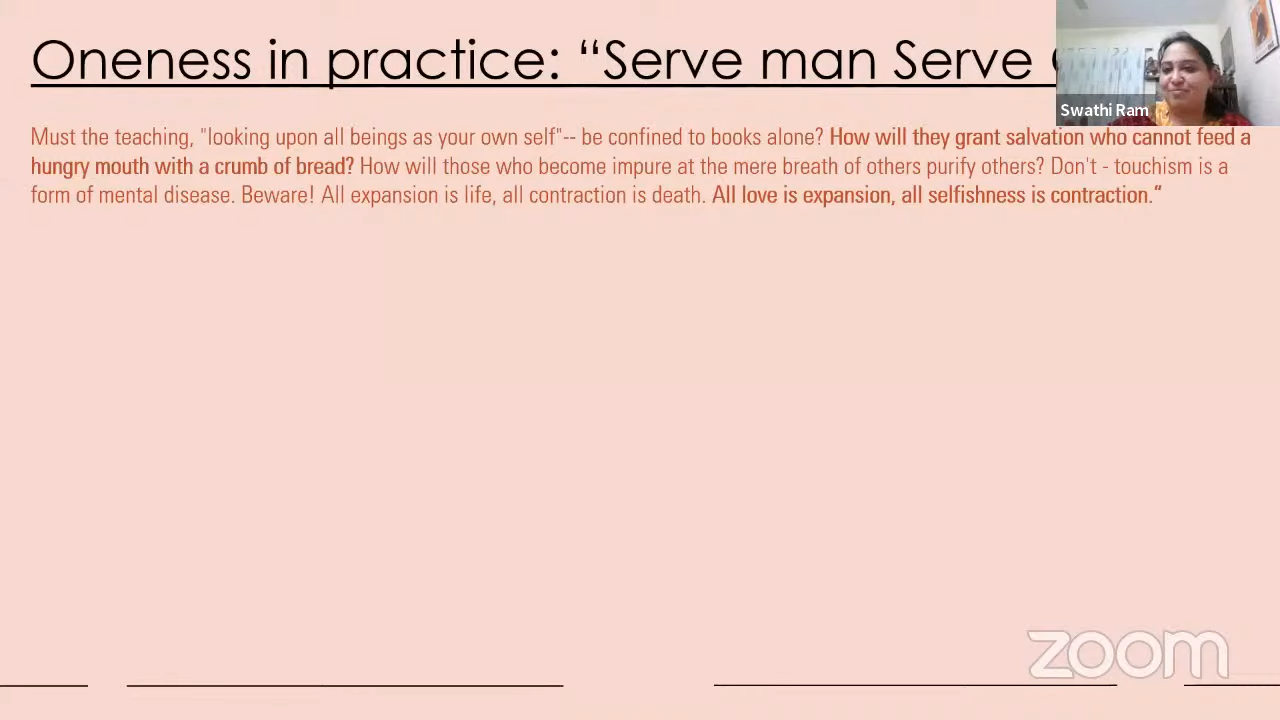 Oneness in practice: “Serve man Serve
Swathi Ram
Must the teaching, "looking upon all beings as your own self"-- be confined to books alone? How will they grant salvation who cannot feed a
hungry mouth with a crumb of bread? How will those who become impure at the mere breath of others purify others? Don't - touchism is a
form of mental disease. Beware! All expansion is life, all contraction is death. All love is expansion, all selfishness is contraction.“
zoom